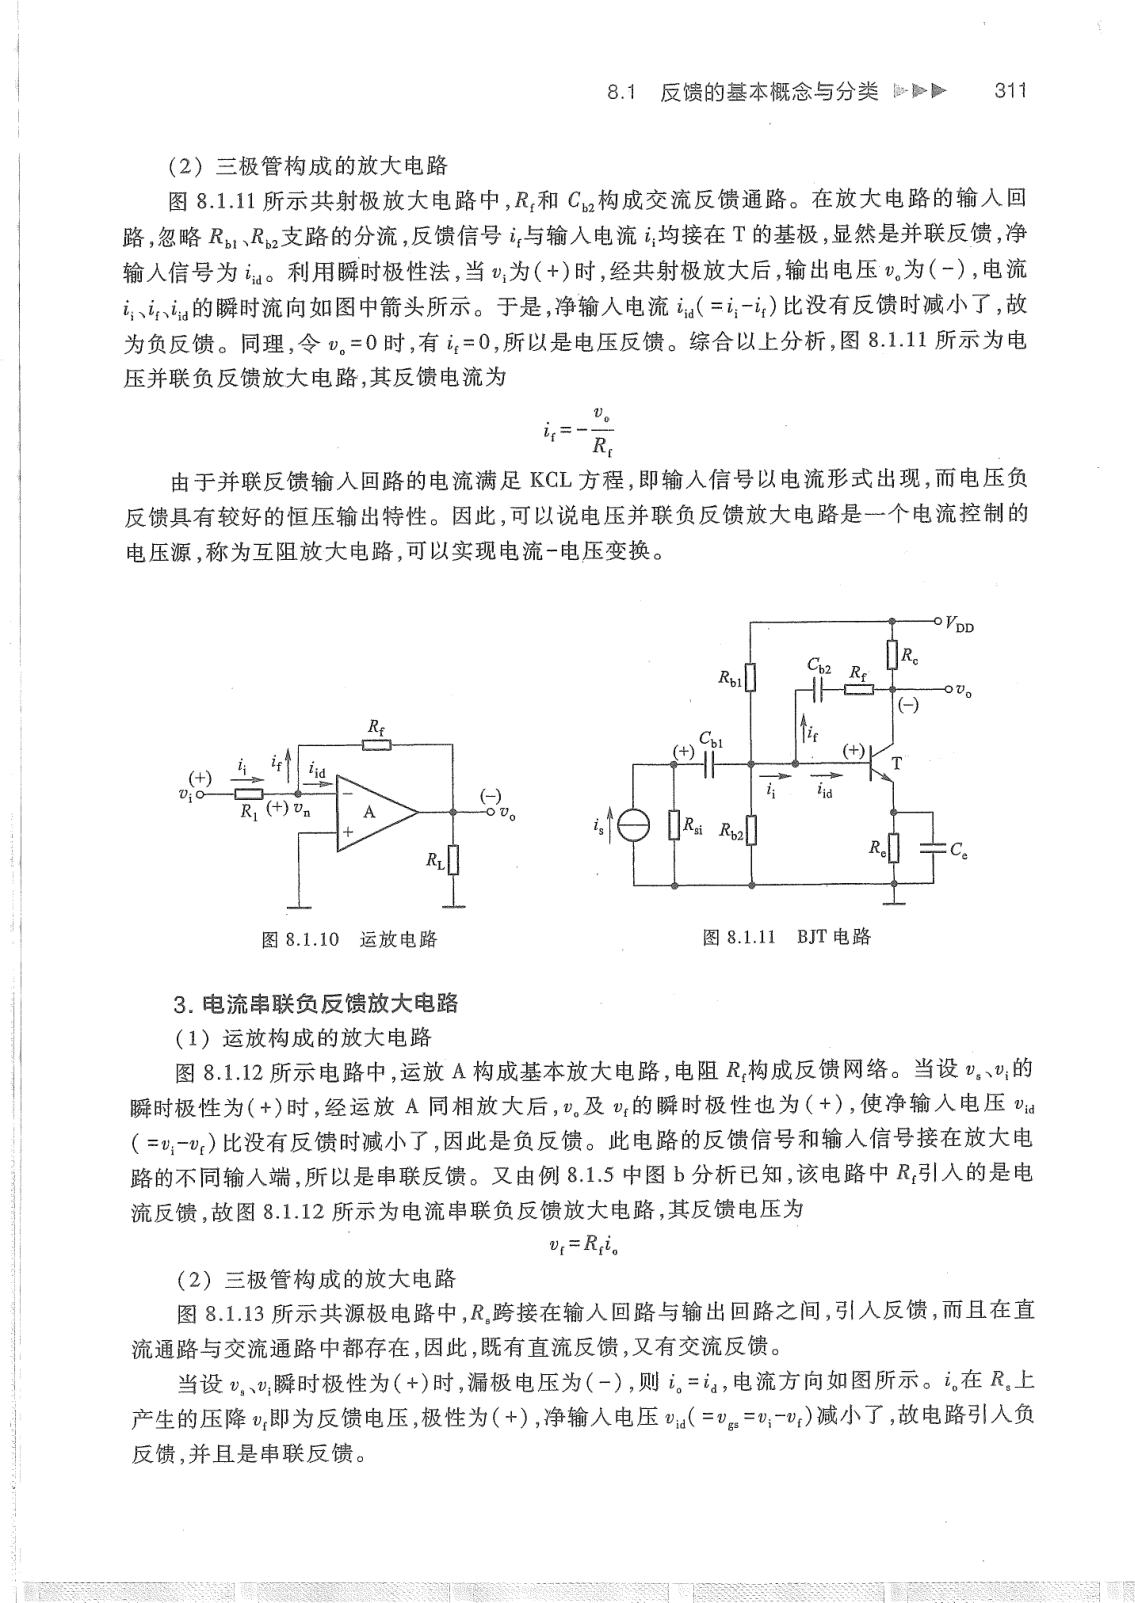 8.1 反馈的基本概念与分类 311
(2) 三极管构成的放大电路
图 8.1.11 所示共射极放大电路中,Rf和 Cb2构成交流反馈通路。在放大电路的输入回
路,忽略 Rb1、Rb2支路的分流,反馈信号 if与输入电流 ii均接在 T 的基极,显然是并联反馈,净
输入信号为 iid。利用瞬时极性法,当 vi为(+)时,经共射极放大后,输出电压 vo为(-),电流
ii、if、iid的瞬时流向如图中箭头所示。于是,净输入电流 iid(=ii-if)比没有反馈时减小了,故
为负反馈。同理,令 vo=0 时,有 if=0,所以是电压反馈。综合以上分析,图 8.1.11 所示为电
压并联负反馈放大电路,其反馈电流为
if=-vo/Rf
由于并联反馈输入回路的电流满足 KCL 方程,即输入信号以电流形式出现,而电压负
反馈具有较好的恒压输出特性。因此,可以说电压并联负反馈放大电路是一个电流控制的
电压源,称为互阻放大电路,可以实现电流-电压变换。
Rf
(+)
ii
if
iid
vi
R1
(+) vn
-
+
A
(-)
vo
RL
图 8.1.10 运放电路
VDD
Rc
Rb1
Cb2
Rf
vo
(-)
if
(+)
Cb1
(+)
T
ii
iid
is
Rsi
Rb2
Re
Ce
图 8.1.11 BJT 电路
3. 电流串联负反馈放大电路
(1) 运放构成的放大电路
图 8.1.12 所示电路中,运放 A 构成基本放大电路,电阻 Rf构成反馈网络。当设 vs、vi的
瞬时极性为(+)时,经运放 A 同相放大后,vo及 vf的瞬时极性也为(+),使净输入电压 vid
(=vi-vf)比没有反馈时减小了,因此是负反馈。此电路的反馈信号和输入信号接在放大电
路的不同输入端,所以是串联反馈。又由例 8.1.5 中图 b 分析已知,该电路中 Rf引入的是电
流反馈,故图 8.1.12 所示为电流串联负反馈放大电路,其反馈电压为
vf=Rfio
(2) 三极管构成的放大电路
图 8.1.13 所示共源极电路中,Rs跨接在输入回路与输出回路之间,引入反馈,而且在直
流通路与交流通路中都存在,因此,既有直流反馈,又有交流反馈。
当设 vs、vi瞬时极性为(+)时,漏极电压为(-),则 io=id,电流方向如图所示。io在 Rs上
产生的压降 vf即为反馈电压,极性为(+),净输入电压 vid(=vgs=vi-vf)减小了,故电路引入负
反馈,并且是串联反馈。